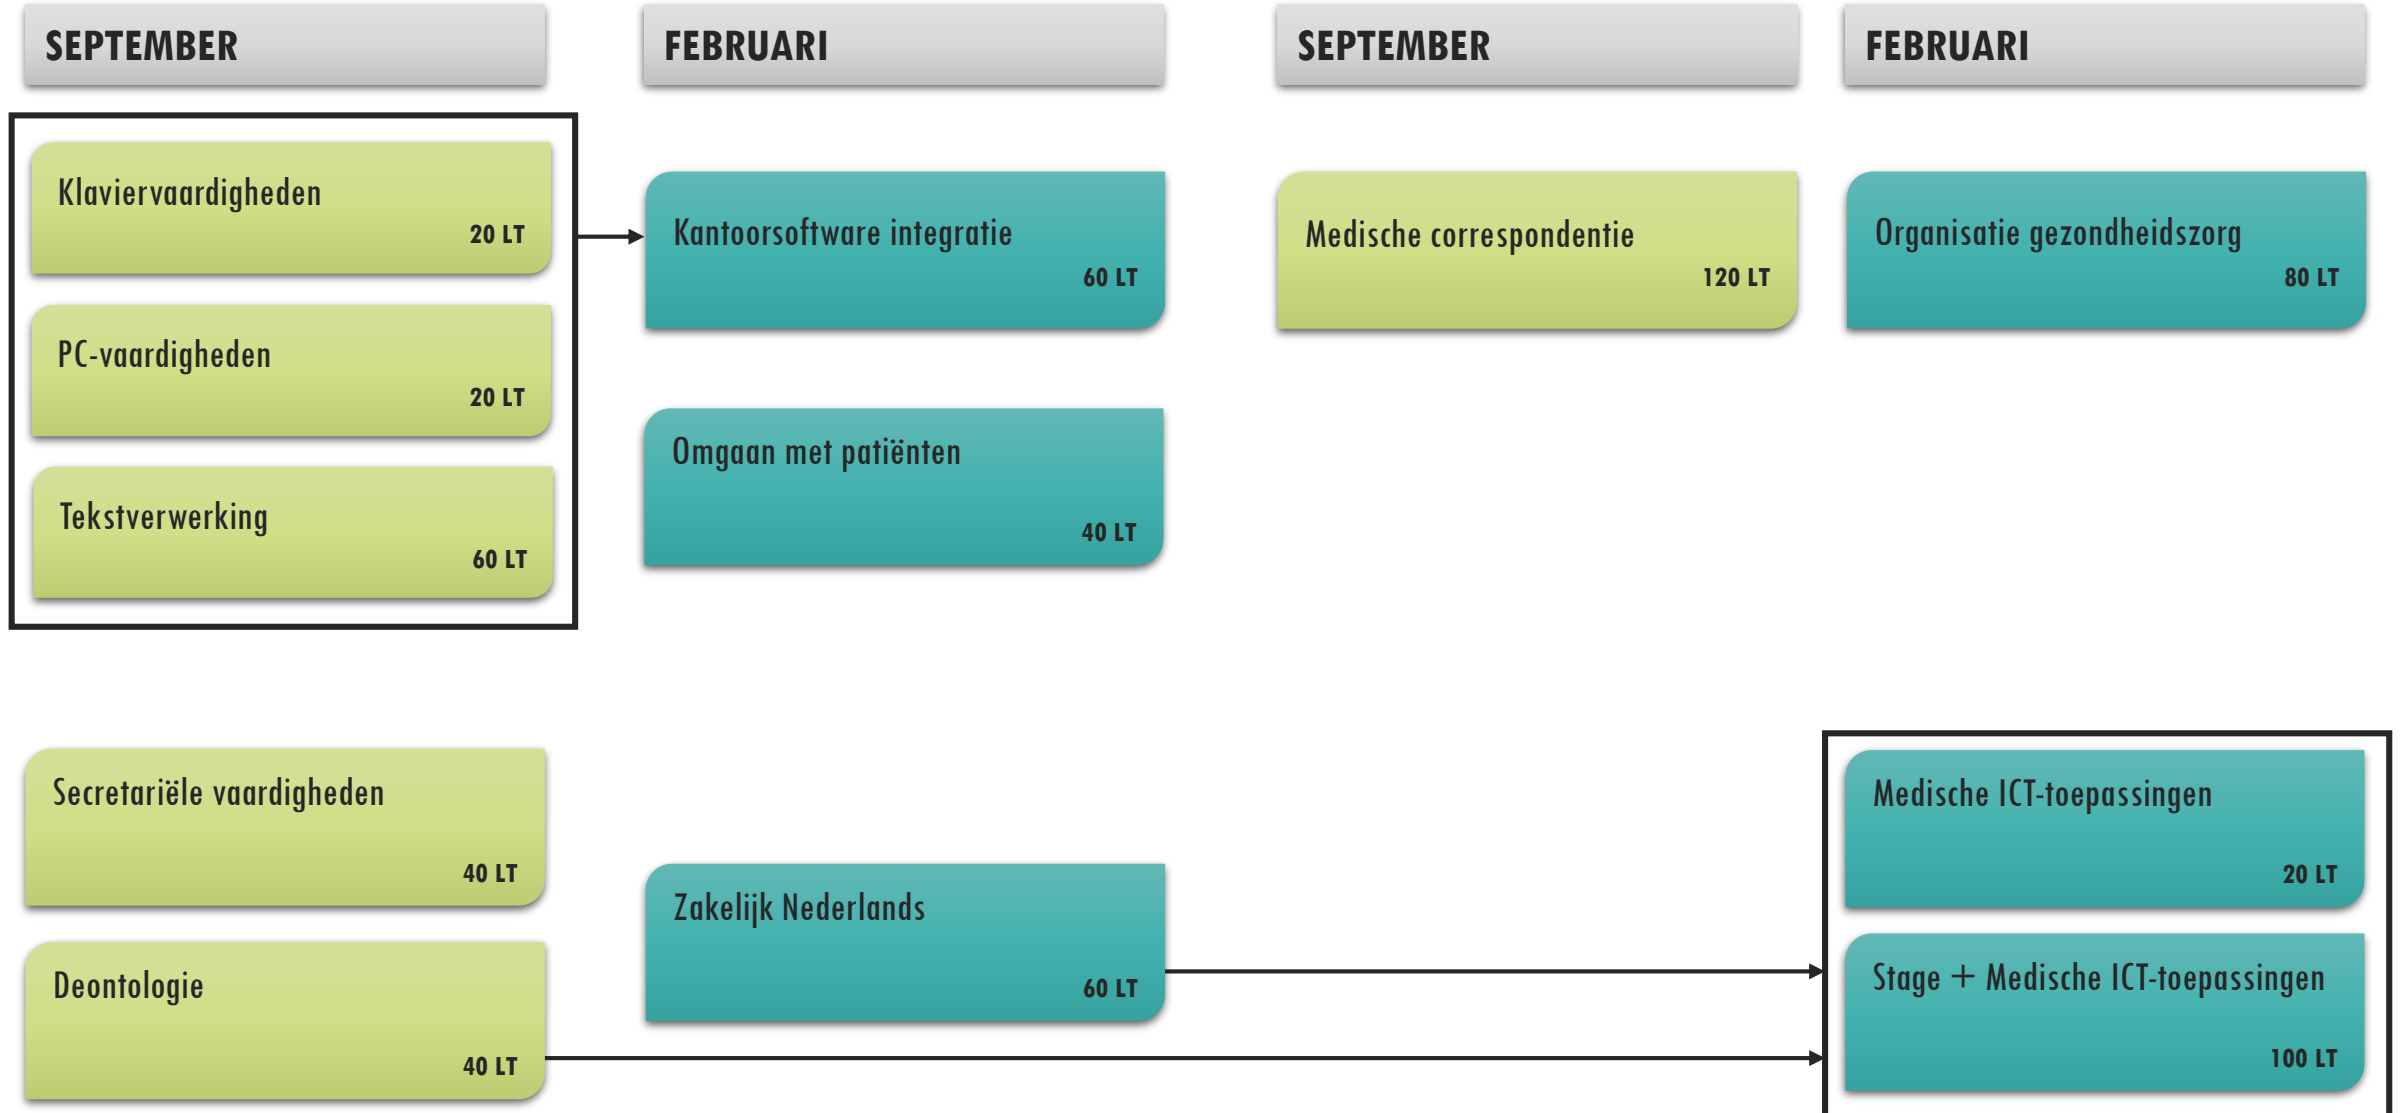 SEPTEMBER
FEBRUARI
SEPTEMBER
FEBRUARI
Klaviervaardigheden
20 LT
PC-vaardigheden
20 LT
Tekstverwerking
60 LT
Kantoorsoftware integratie
60 LT
Omgaan met patiënten
40 LT
Medische correspondentie
120 LT
Organisatie gezondheidszorg
80 LT
Secretariële vaardigheden
40 LT
Deontologie
40 LT
Zakelijk Nederlands
60 LT
Medische ICT-toepassingen
20 LT
Stage + Medische ICT-toepassingen
100 LT